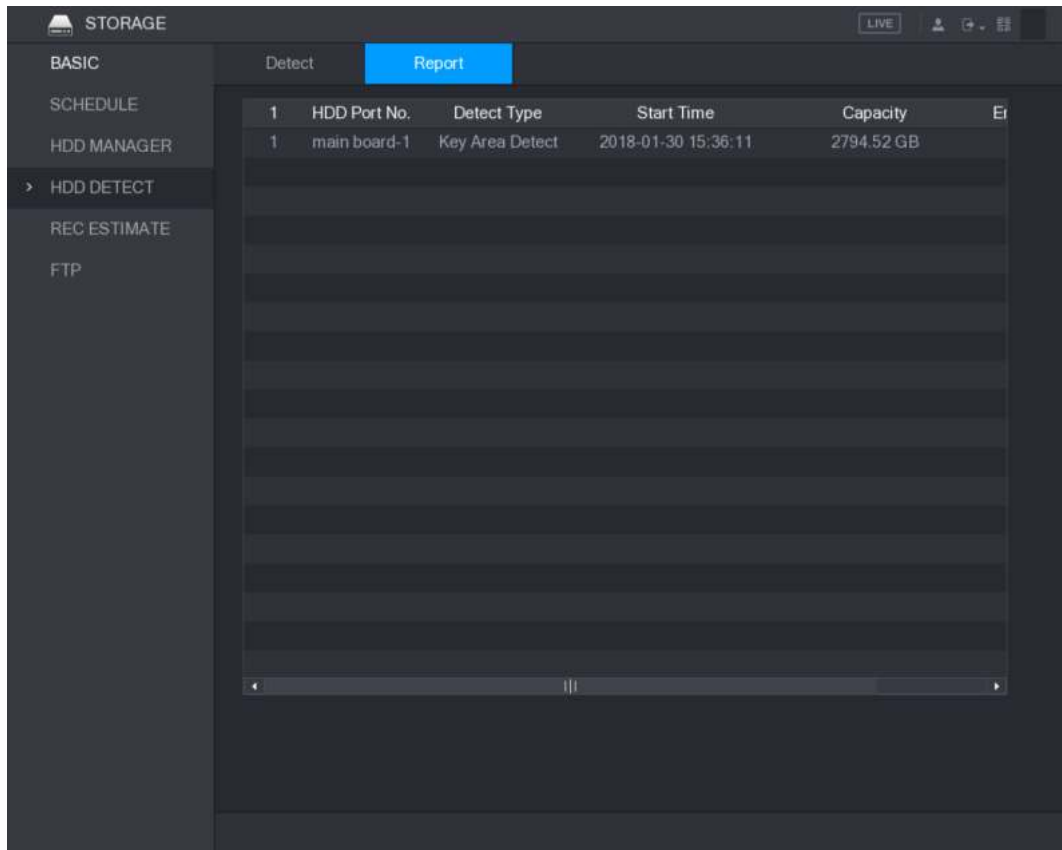 STORAGE
LIVE
BASIC
SCHEDULE
HDD MANAGER
HDD DETECT
REC ESTIMATE
FTP
Detect Report
1 HDD Port No. Detect Type Start Time Capacity Er
1 main board-1 Key Area Detect 2018-01-30 15:36:11 2794.52 GB